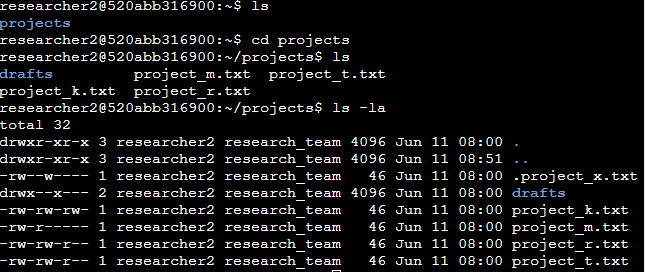 researcher2@520abb316900:~$ ls
projects
researcher2@520abb316900:~$ cd projects
researcher2@520abb316900:~/projects$ ls
drafts project_m.txt project_t.txt
project_k.txt project_r.txt
researcher2@520abb316900:~/projects$ ls -la
total 32
drwxr-xr-x 3 researcher2 research_team 4096 Jun 11 08:00 .
drwxr-xr-x 3 researcher2 research_team 4096 Jun 11 08:51 ..
-rw--w---- 1 researcher2 research_team 46 Jun 11 08:00 .project_x.txt
drwx--x--- 2 researcher2 research_team 4096 Jun 11 08:00 drafts
-rw-rw-rw- 1 researcher2 research_team 46 Jun 11 08:00 project_k.txt
-rw-r----- 1 researcher2 research_team 46 Jun 11 08:00 project_m.txt
-rw-rw-r-- 1 researcher2 research_team 46 Jun 11 08:00 project_r.txt
-rw-rw-r-- 1 researcher2 research_team 46 Jun 11 08:00 project_t.txt